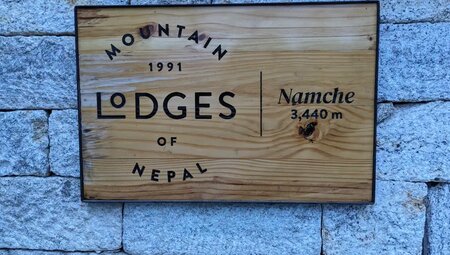 MOUNTAIN
1991
LODGES
OF
NEPAL
Namche
3,440 m